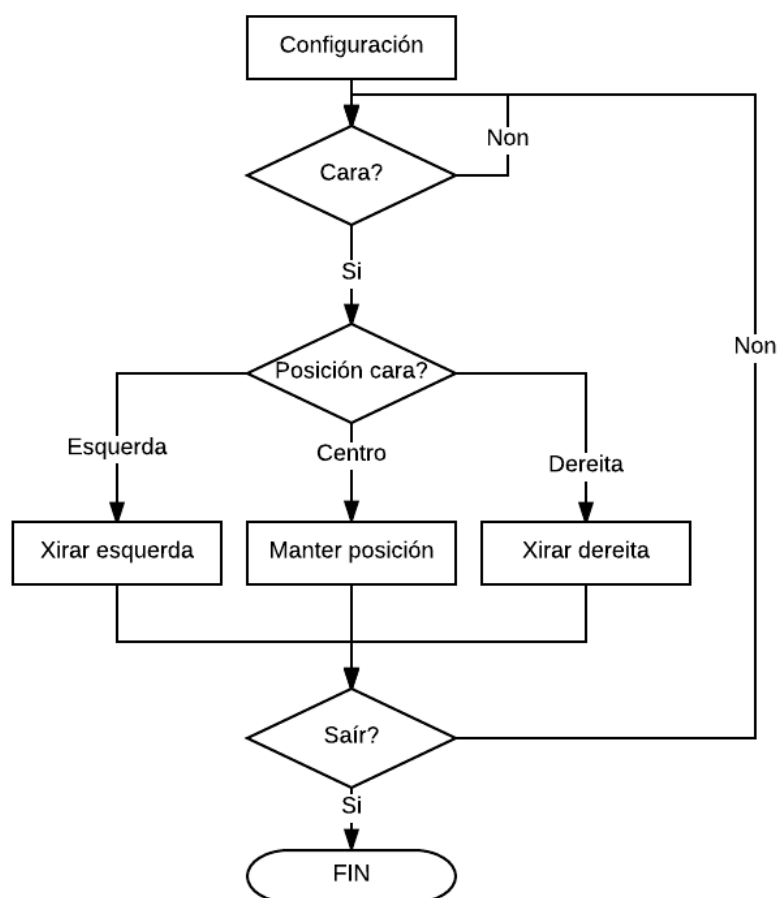 Configuración
Non
Cara?
Si
Non
Posición cara?
Esquerda
Centro
Dereita
Xirar esquerda
Manter posición
Xirar dereita
Saír?
Si
FIN